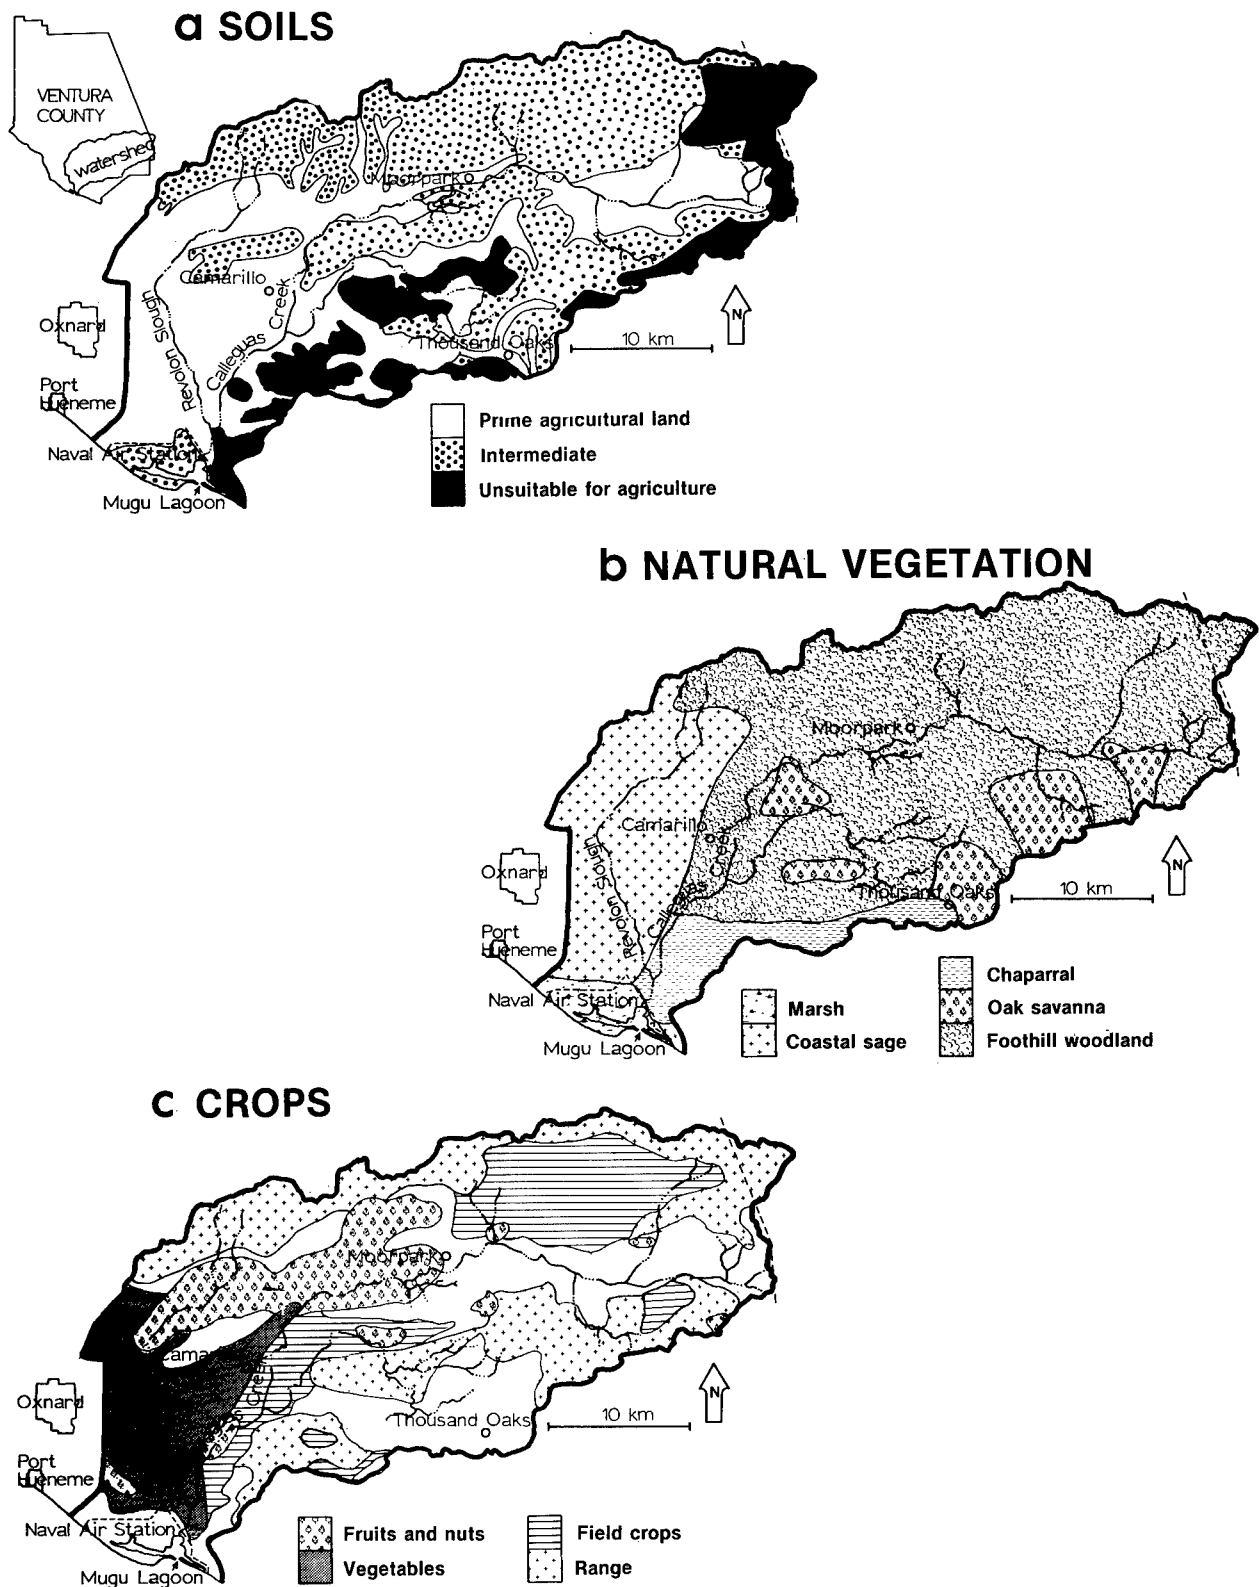 a SOILS
VENTURA
COUNTY
watershed
Moorpark
Camarillo
Oxnard
Revolon Slough
Calleguas
Creek
Thousand Oaks
10 km
N
Port
Hueneme
Naval Air Station
Mugu Lagoon
Prime agricultural land
Intermediate
Unsuitable for agriculture
b NATURAL VEGETATION
Moorpark
Camarillo
Oxnard
Revolon Slough
Calleguas
Creek
Thousand Oaks
10 km
N
Port
Hueneme
Naval Air Station
Mugu Lagoon
Marsh
Coastal sage
Chaparral
Oak savanna
Foothill woodland
c CROPS
Moorpark
Oxnard
Thousand Oaks
10 km
N
Port
Hueneme
Naval Air Station
Mugu Lagoon
Fruits and nuts
Vegetables
Field crops
Range